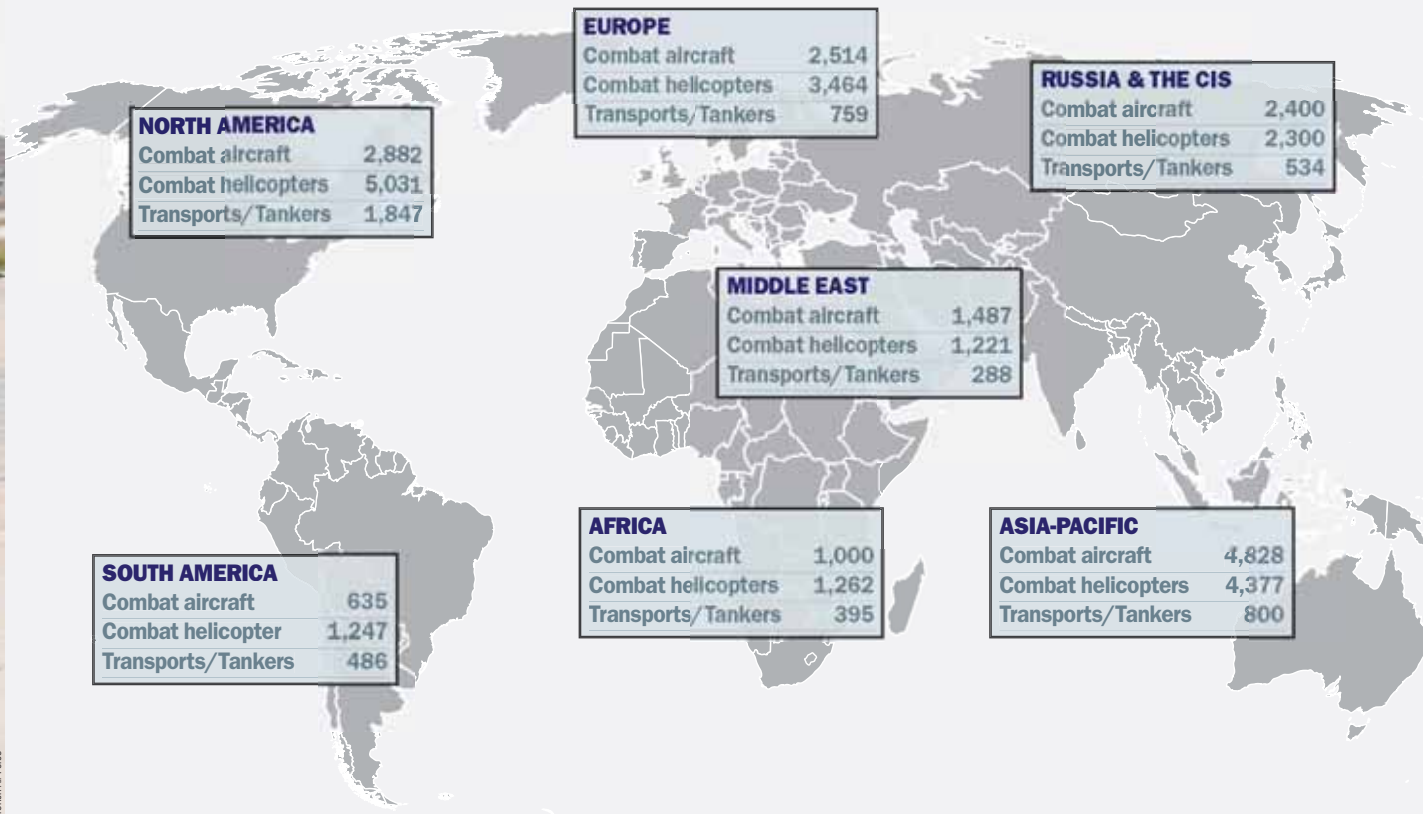 EUROPE
Combat aircraft 2,514
Combat helicopters 3,464
Transports/Tankers 759
RUSSIA & THE CIS
Combat aircraft 2,400
Combat helicopters 2,300
Transports/Tankers 534
NORTH AMERICA
Combat aircraft 2,882
Combat helicopters 5,031
Transports/Tankers 1,847
MIDDLE EAST
Combat aircraft 1,487
Combat helicopters 1,221
Transports/Tankers 288
AFRICA
Combat aircraft 1,000
Combat helicopters 1,262
Transports/Tankers 395
ASIA-PACIFIC
Combat aircraft 4,828
Combat helicopters 4,377
Transports/Tankers 800
SOUTH AMERICA
Combat aircraft 635
Combat helicopter 1,247
Transports/Tankers 486